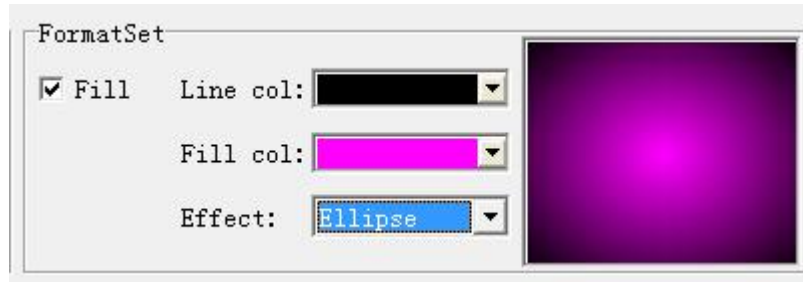 FormatSet
Fill
Line col:
Fill col:
Effect:
Ellipse